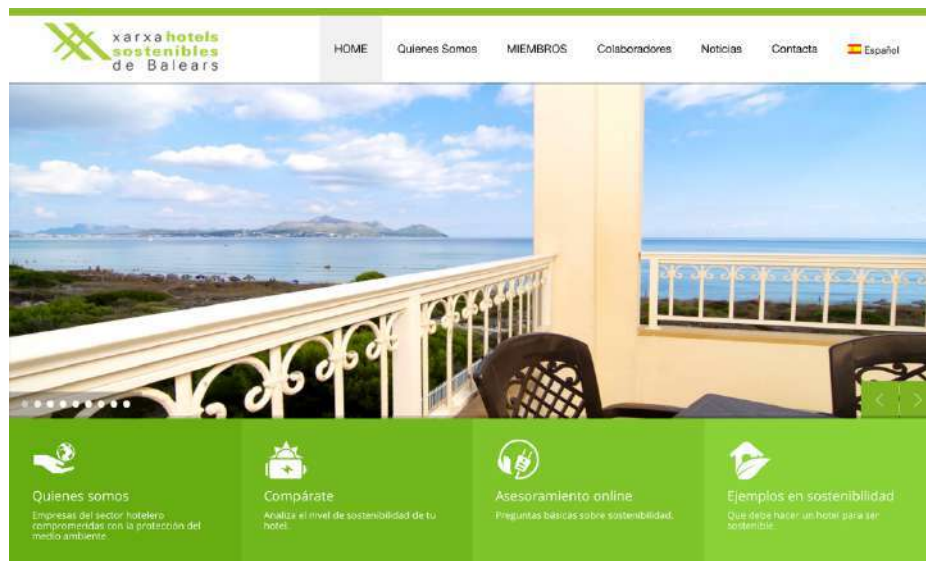 xarxa hotels
sostenibles
de Balears
HOME
Quienes Somos
MIEMBROS
Colaboradores
Noticias
Contacta
Español
Quienes somos
Empresas del sector hotelero
comprometidas con la protección del
medio ambiente.
Compárate
Analiza el nivel de sostenibilidad de tu
hotel.
Asesoramiento online
Preguntas básicas sobre sostenibilidad.
Ejemplos en sostenibilidad
Que debe hacer un hotel para ser
sostenible.